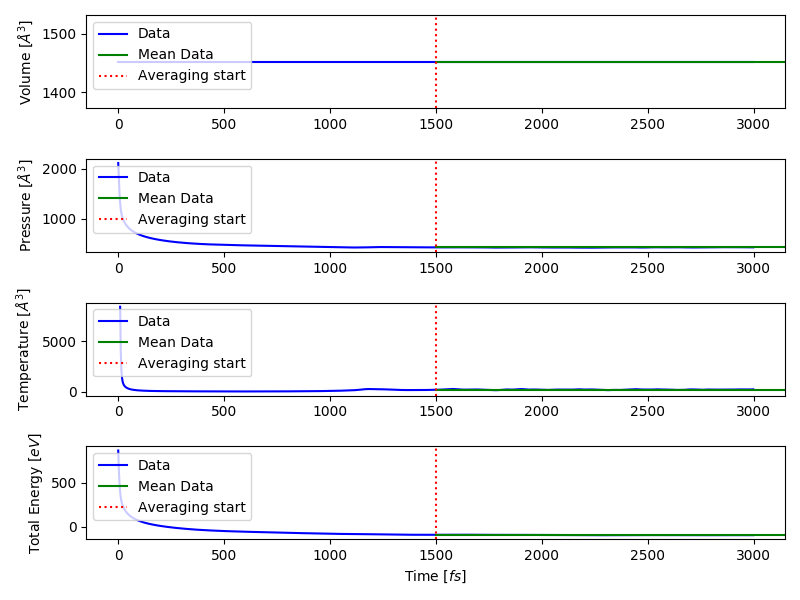 Volume [Å³]
1500
1400
Data
Mean Data
Averaging start
0 500 1000 1500 2000 2500 3000
Pressure [Å³]
2000
1000
Data
Mean Data
Averaging start
0 500 1000 1500 2000 2500 3000
Temperature [Å³]
5000
0
Data
Mean Data
Averaging start
0 500 1000 1500 2000 2500 3000
Total Energy [eV]
500
0
Data
Mean Data
Averaging start
0 500 1000 1500 2000 2500 3000
Time [fs]